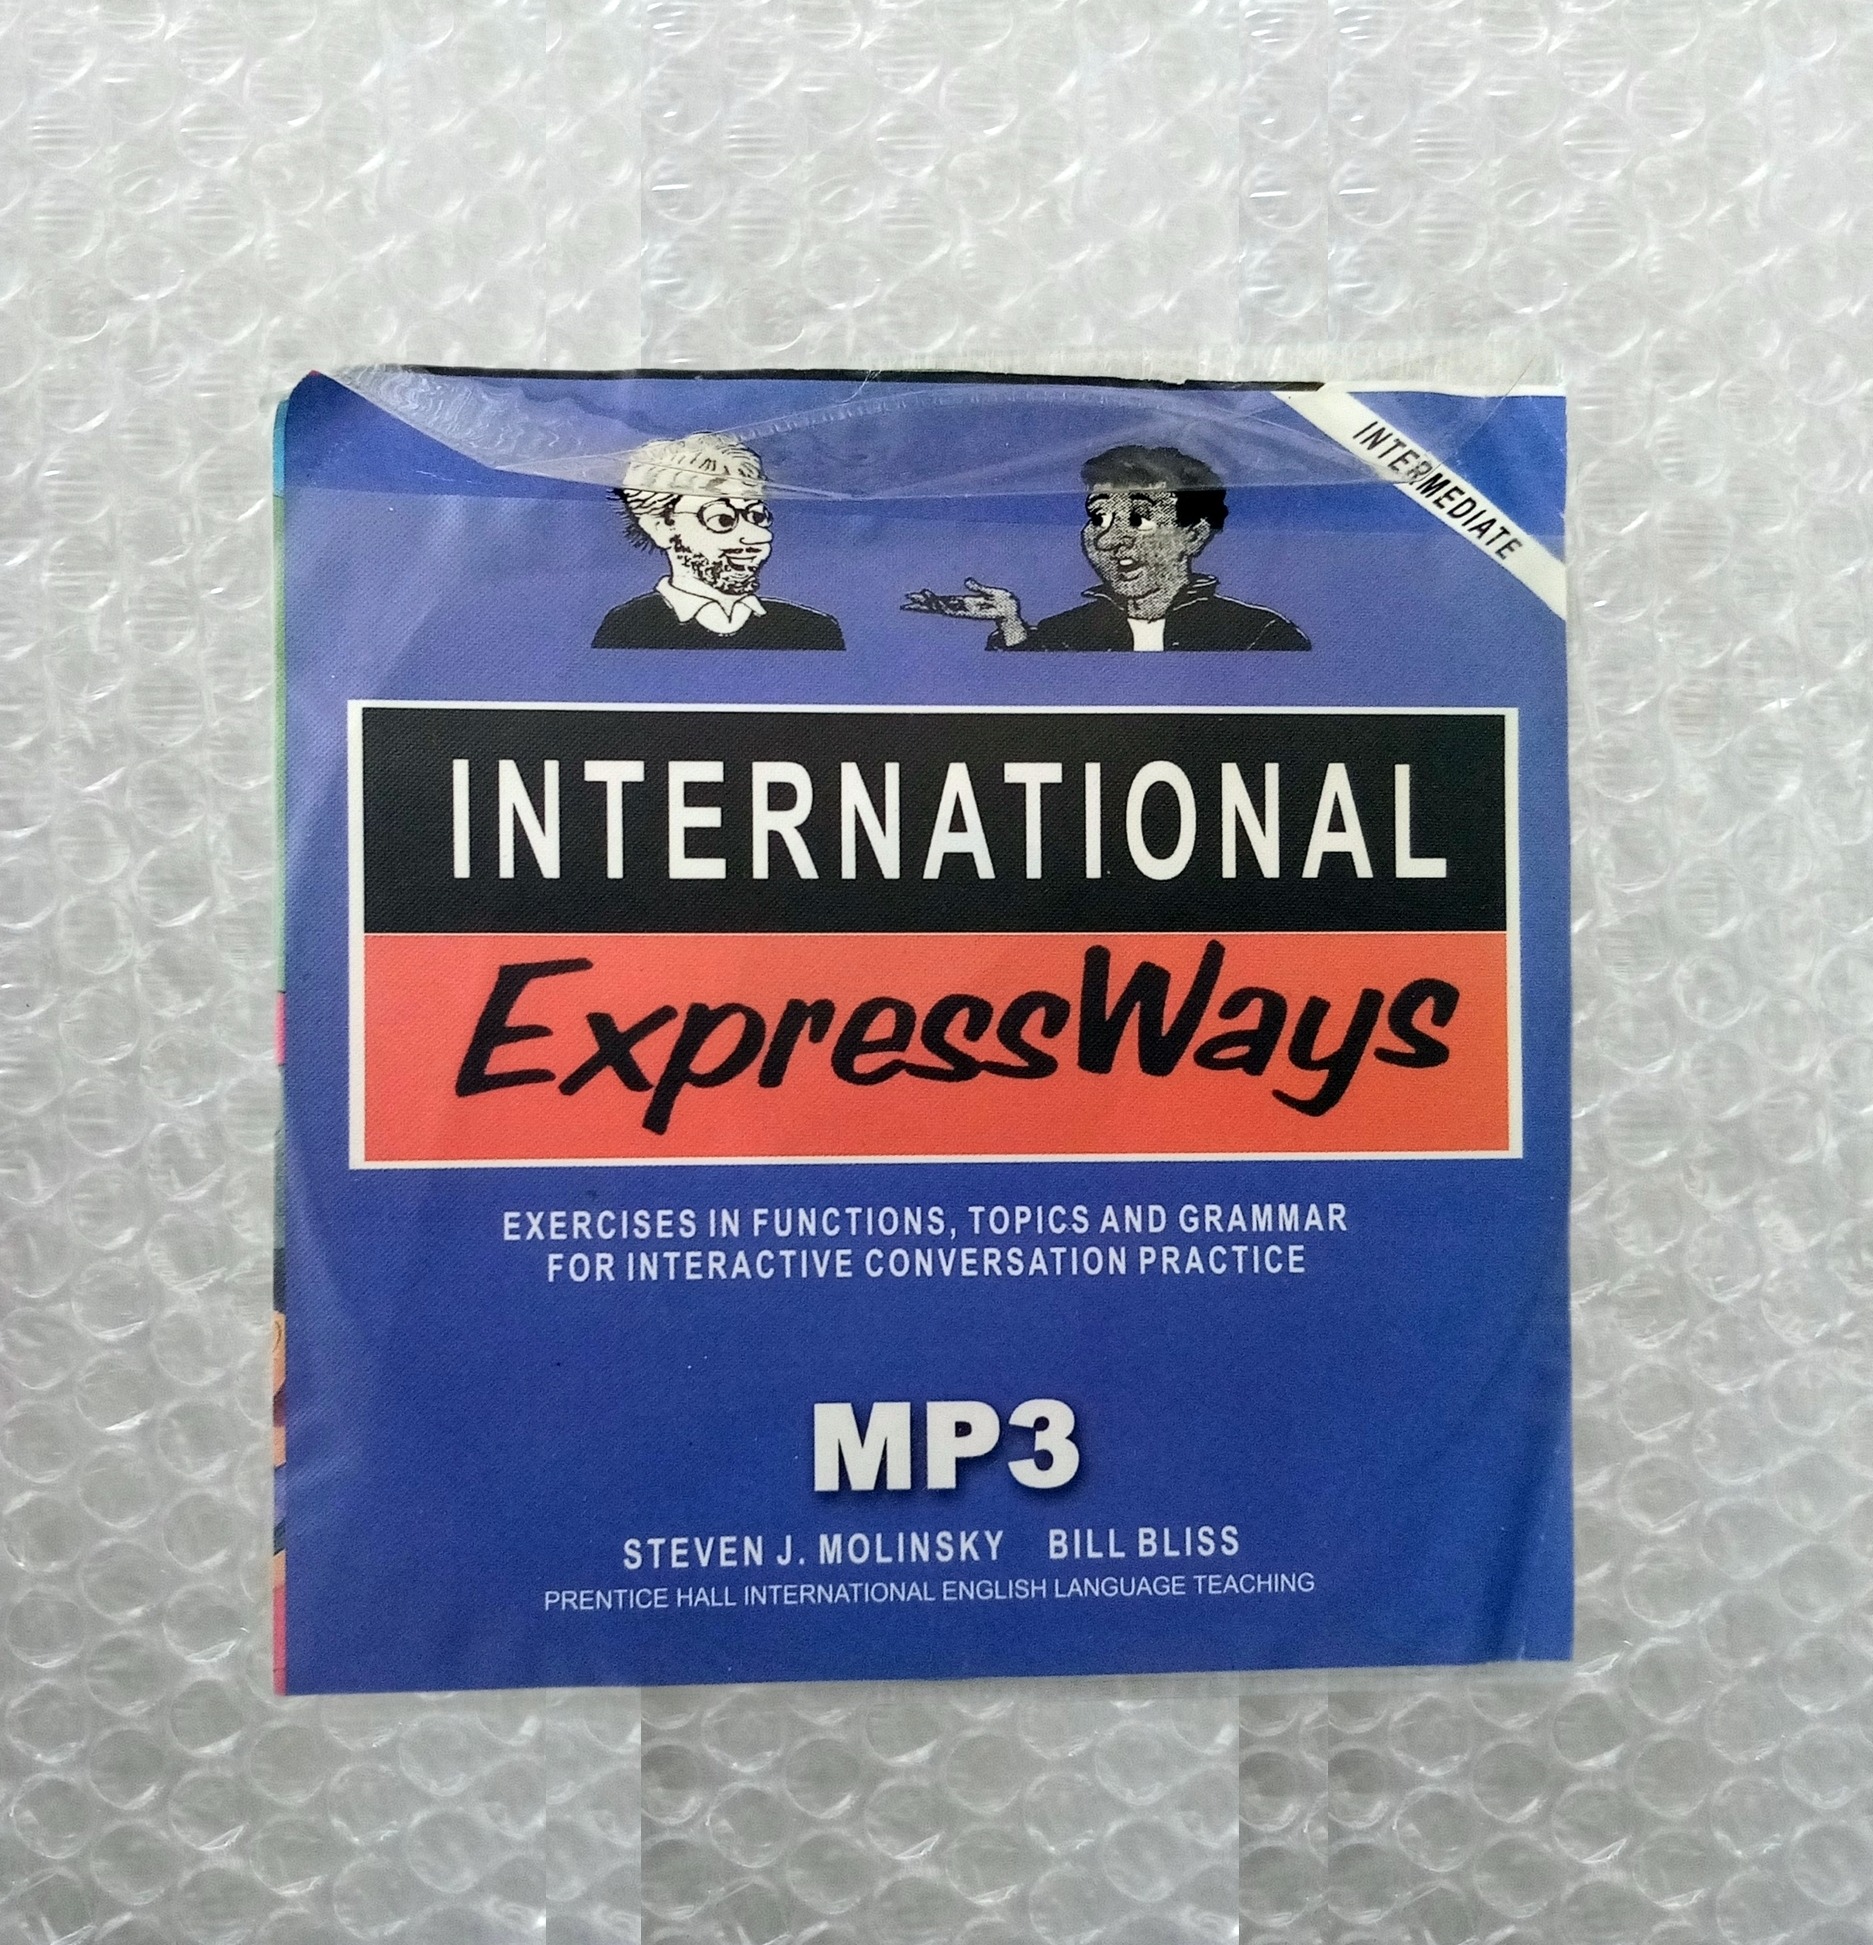 INTERMEDIATE
INTERNATIONAL
ExpressWays
EXERCISES IN FUNCTIONS, TOPICS AND GRAMMAR
FOR INTERACTIVE CONVERSATION PRACTICE
MP3
STEVEN J. MOLINSKY BILL BLISS
PRENTICE HALL INTERNATIONAL ENGLISH LANGUAGE TEACHING